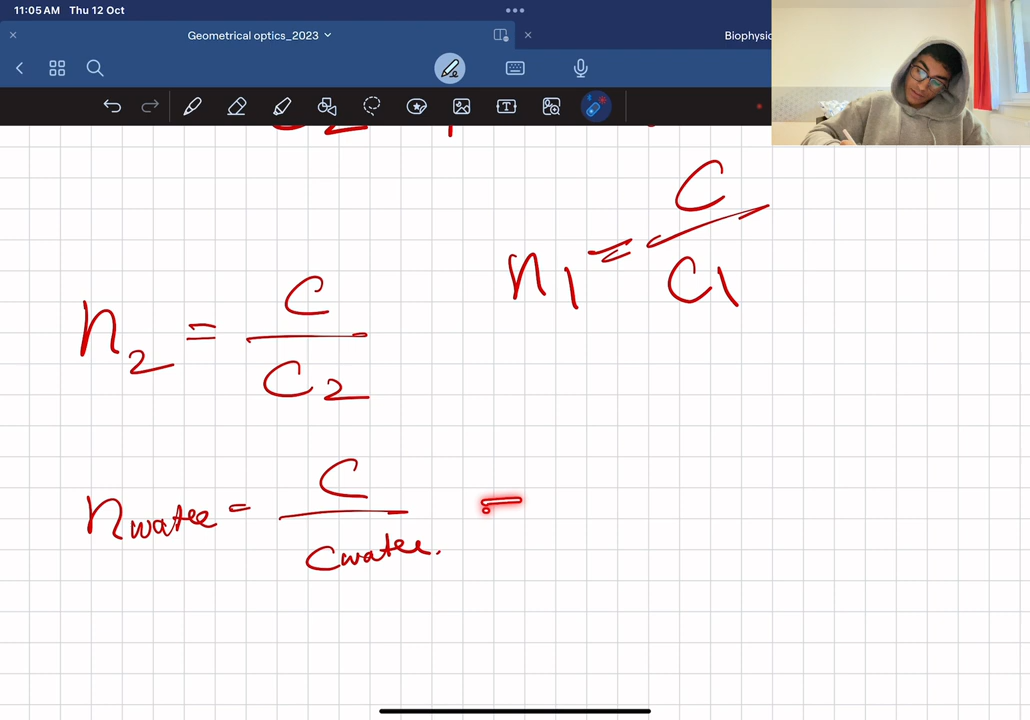 11:05 AM Thu 12 Oct
Geometrical optics_2023
Biophysic
n1 = C / C1
n2 = C / C2
nwater = C / Cwater. =